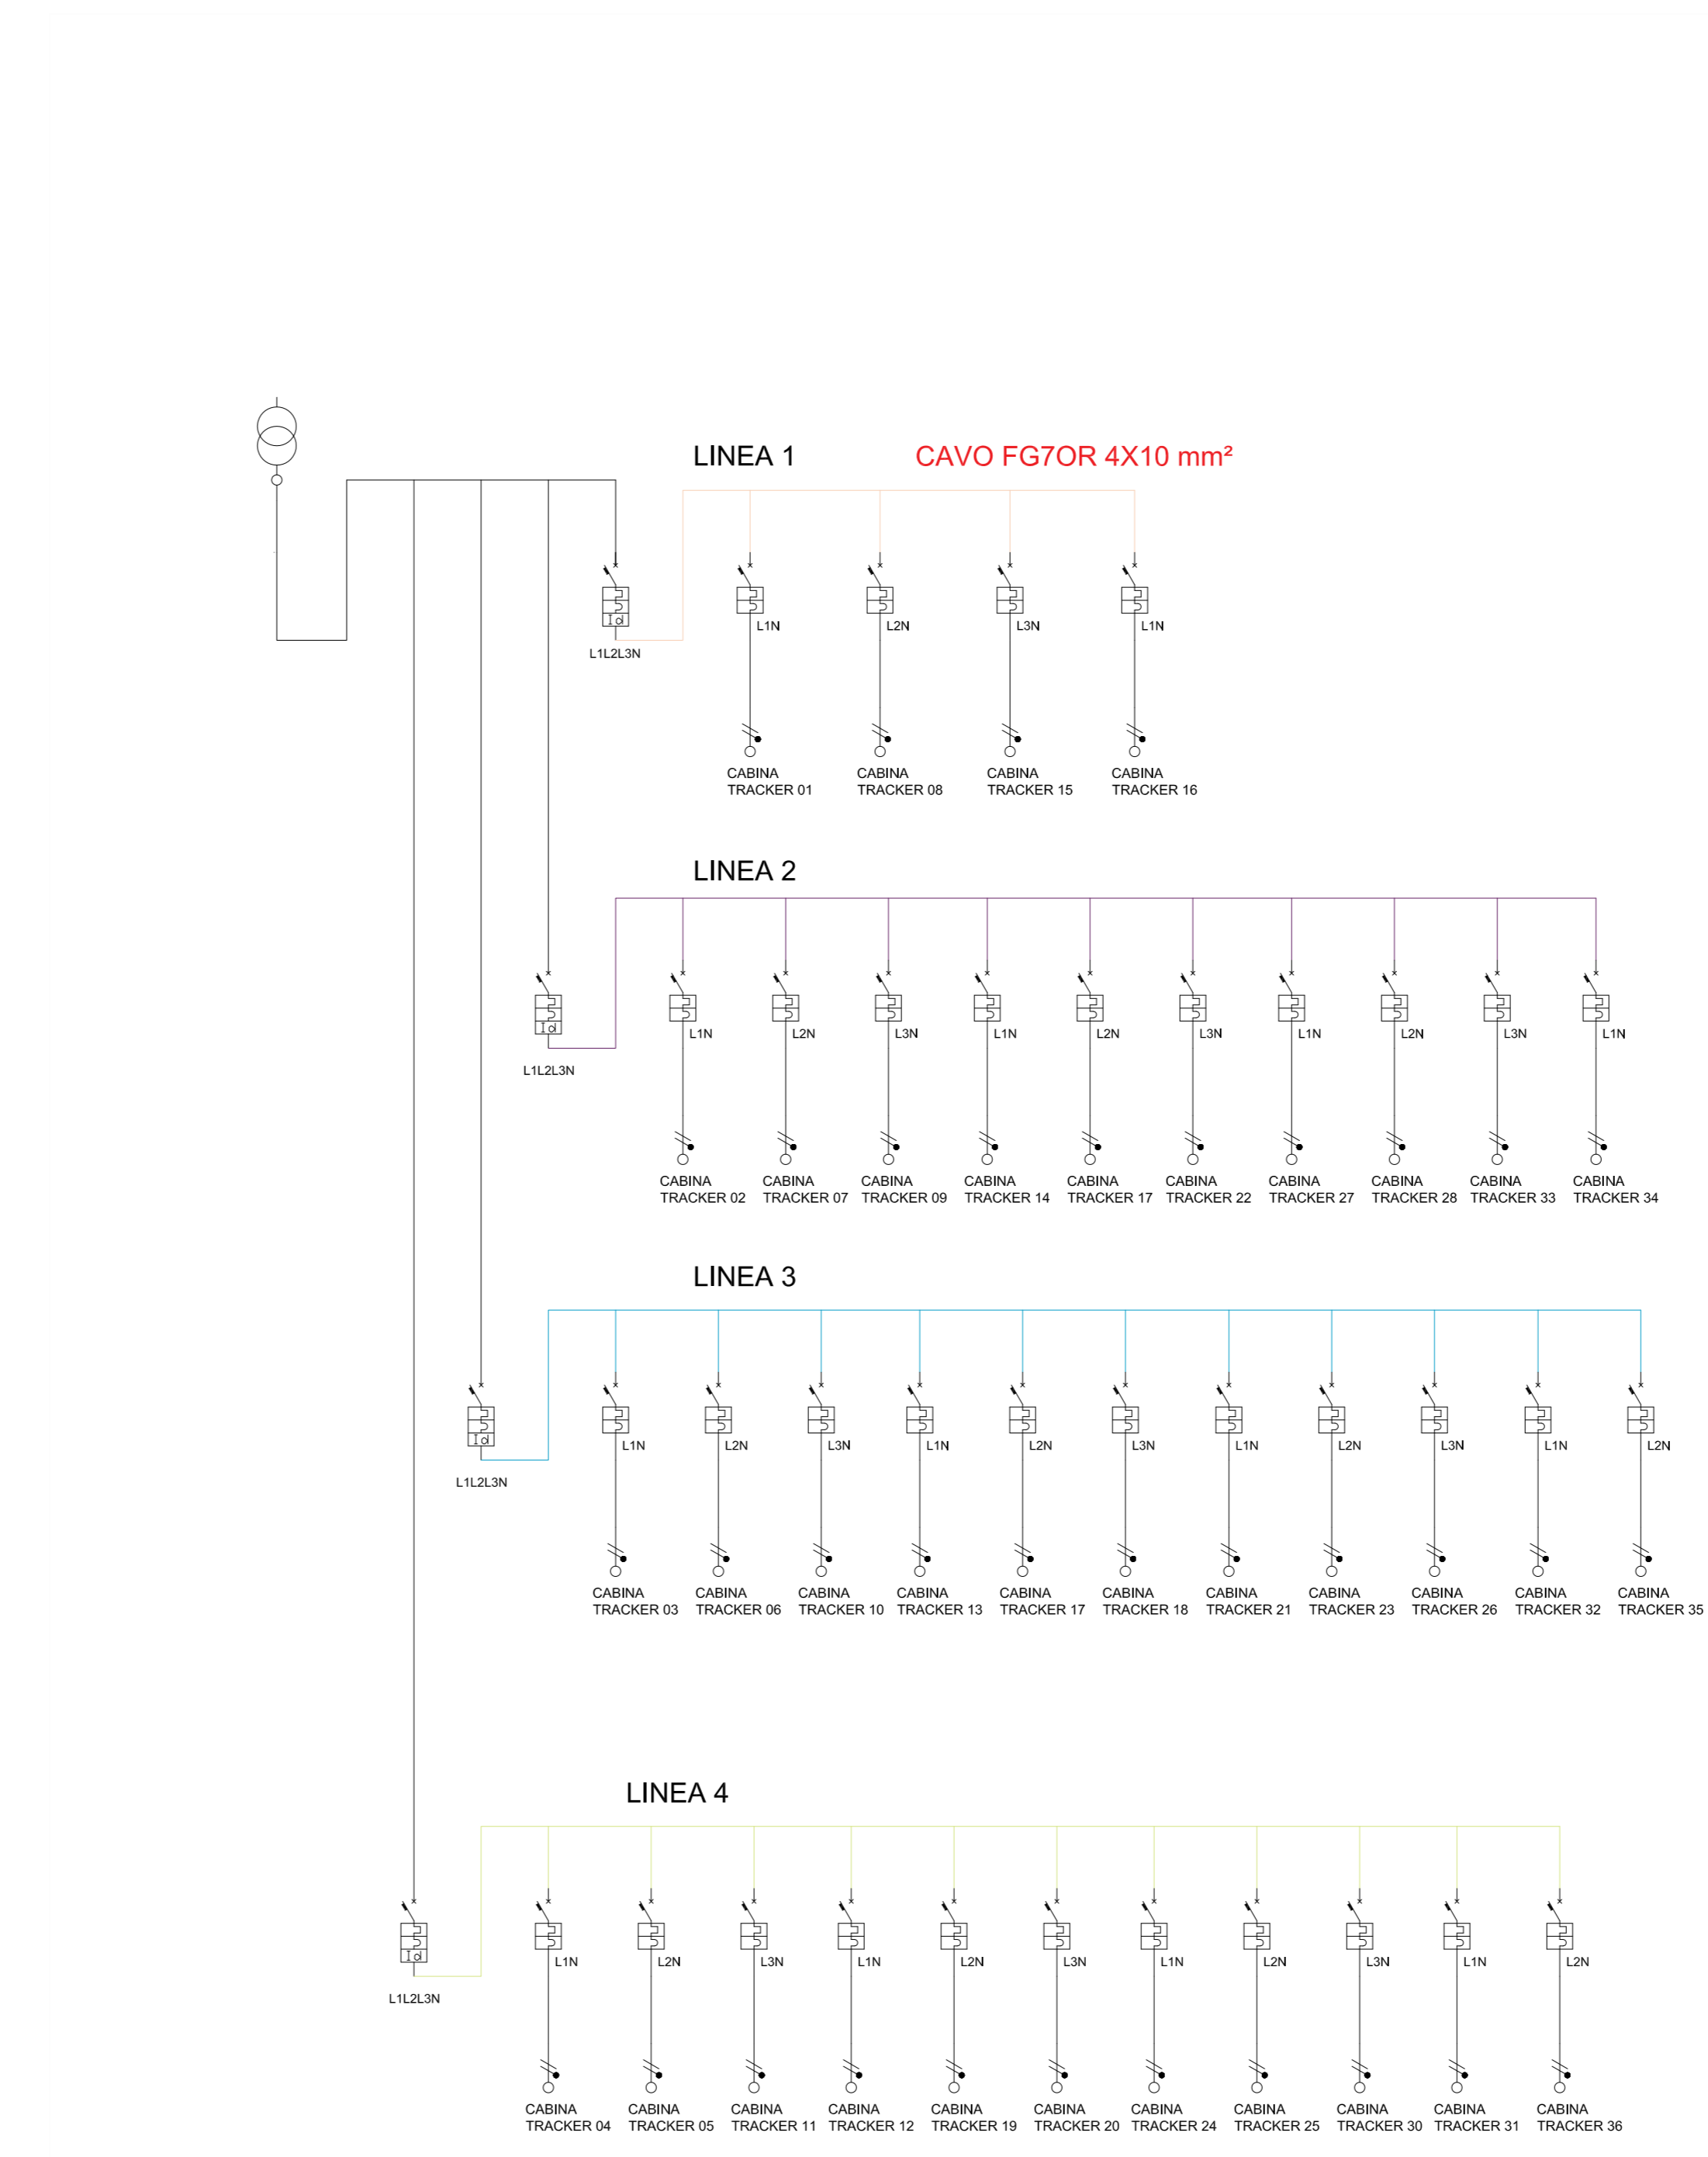 LINEA 1 CAVO FG7OR 4X10 mm²
Id
L1N L2N L3N L1N
L1L2L3N
CABINA CABINA CABINA CABINA
TRACKER 01 TRACKER 08 TRACKER 15 TRACKER 16
LINEA 2
Id
L1N L2N L3N L1N L2N L3N L1N L2N L3N L1N
L1L2L3N
CABINA CABINA CABINA CABINA CABINA CABINA CABINA CABINA CABINA CABINA
TRACKER 02 TRACKER 07 TRACKER 09 TRACKER 14 TRACKER 17 TRACKER 22 TRACKER 27 TRACKER 28 TRACKER 33 TRACKER 34
LINEA 3
Id
L1N L2N L3N L1N L2N L3N L1N L2N L3N L1N L2N
L1L2L3N
CABINA CABINA CABINA CABINA CABINA CABINA CABINA CABINA CABINA CABINA CABINA
TRACKER 03 TRACKER 06 TRACKER 10 TRACKER 13 TRACKER 17 TRACKER 18 TRACKER 21 TRACKER 23 TRACKER 26 TRACKER 32 TRACKER 35
LINEA 4
Id
L1N L2N L3N L1N L2N L3N L1N L2N L3N L1N L2N
L1L2L3N
CABINA CABINA CABINA CABINA CABINA CABINA CABINA CABINA CABINA CABINA CABINA
TRACKER 04 TRACKER 05 TRACKER 11 TRACKER 12 TRACKER 19 TRACKER 20 TRACKER 24 TRACKER 25 TRACKER 30 TRACKER 31 TRACKER 36